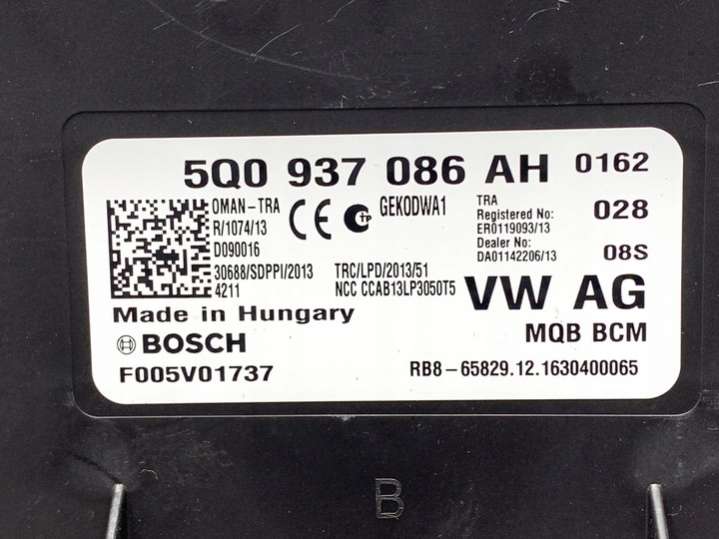 5Q0 937 086 AH 0162
OMAN-TRA
R/1074/13
D090016
30688/SDPPI/2013
4211
CE
GEKODWA1
TRC/LPD/2013/51
NCC CCAB13LP3050T5
TRA
Registered No:
ER0119093/13
Dealer No:
DA01142206/13
028
08S
VW AG
MQB BCM
Made in Hungary
BOSCH
F005V01737
RB8-65829.12.1630400065
B